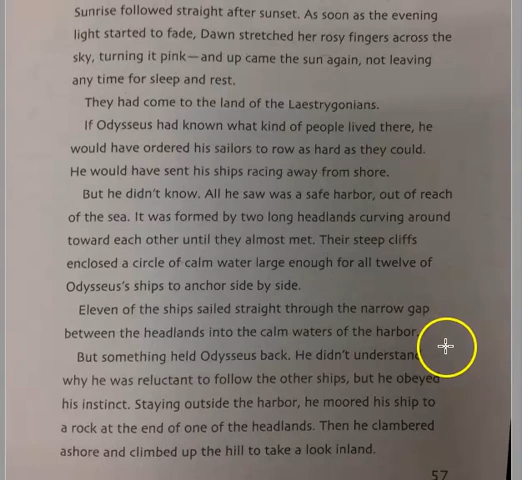 Sunrise followed straight after sunset. As soon as the evening
light started to fade, Dawn stretched her rosy fingers across the
sky, turning it pink—and up came the sun again, not leaving
any time for sleep and rest.
They had come to the land of the Laestrygonians.
If Odysseus had known what kind of people lived there, he
would have ordered his sailors to row as hard as they could.
He would have sent his ships racing away from shore.
But he didn't know. All he saw was a safe harbor, out of reach
of the sea. It was formed by two long headlands curving around
toward each other until they almost met. Their steep cliffs
enclosed a circle of calm water large enough for all twelve of
Odysseus's ships to anchor side by side.
Eleven of the ships sailed straight through the narrow gap
between the headlands into the calm waters of the harbor.
But something held Odysseus back. He didn't understand
why he was reluctant to follow the other ships, but he obeyed
his instinct. Staying outside the harbor, he moored his ship to
a rock at the end of one of the headlands. Then he clambered
ashore and climbed up the hill to take a look inland.
57